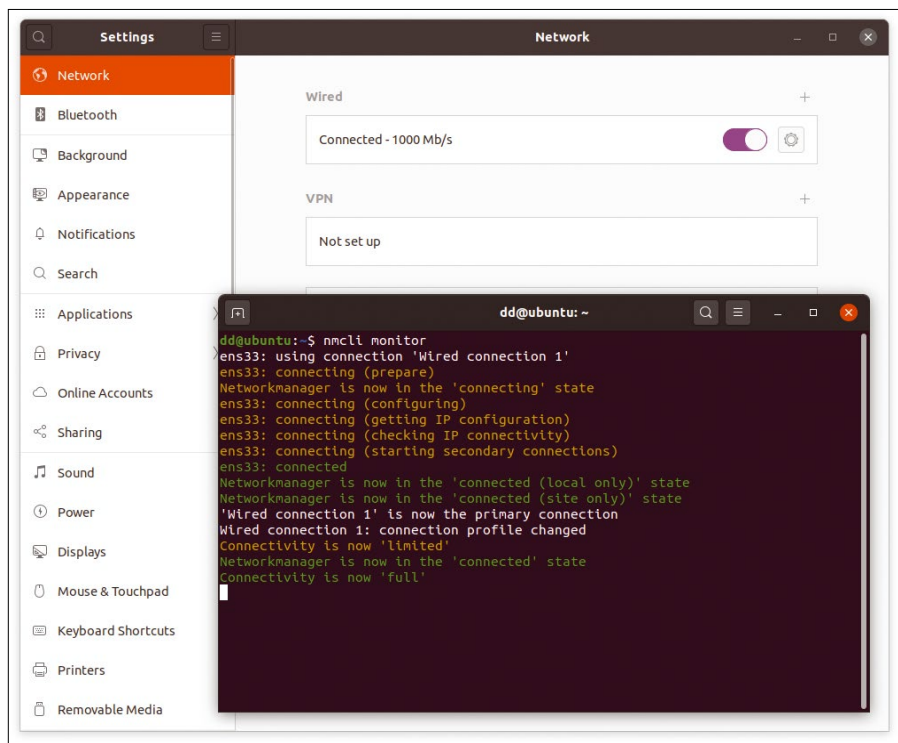 Settings
Network
Network
Bluetooth
Background
Appearance
Notifications
Search
Applications
Privacy
Online Accounts
Sharing
Sound
Power
Displays
Mouse & Touchpad
Keyboard Shortcuts
Printers
Removable Media
Wired
Connected - 1000 Mb/s
VPN
Not set up
dd@ubuntu: ~
dd@ubuntu:~$ nmcli monitor
ens33: using connection 'Wired connection 1'
ens33: connecting (prepare)
Networkmanager is now in the 'connecting' state
ens33: connecting (configuring)
ens33: connecting (getting IP configuration)
ens33: connecting (checking IP connectivity)
ens33: connecting (starting secondary connections)
ens33: connected
Networkmanager is now in the 'connected (local only)' state
Networkmanager is now in the 'connected (site only)' state
'Wired connection 1' is now the primary connection
Wired connection 1: connection profile changed
Connectivity is now 'limited'
Networkmanager is now in the 'connected' state
Connectivity is now 'full'